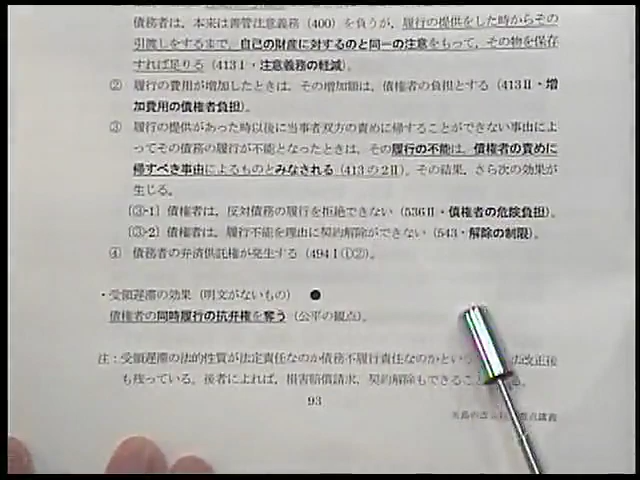 債務者は、本来は善管注意義務（400）を負うが、履行の提供をした時からその
引渡しをするまで、自己の財産に対するのと同一の注意をもって、その物を保存
すれば足りる（413Ⅰ・注意義務の軽減）。
② 履行の費用が増加したときは、その増加額は、債権者の負担とする（413Ⅱ・増
加費用の債権者負担）。
③ 履行の提供があった時以後に当事者双方の責めに帰することができない事由によ
ってその債務の履行が不能となったときは、その履行の不能は、債権者の責めに
帰すべき事由によるものとみなされる（413の2Ⅱ）。その結果、さら次の効果が
生じる。
〔③-1〕債権者は、反対債務の履行を拒絶できない（536Ⅱ・債権者の危険負担）。
〔③-2〕債権者は、履行不能を理由に契約解除ができない（543・解除の制限）。
④ 債務者の弁済供託権が発生する（494Ⅰ①②）。
・受領遅滞の効果（明文がないもの） ●
債権者の同時履行の抗弁権を奪う（公平の観点）。
注：受領遅滞の法的性質が法定責任なのか債務不履行責任なのかという 改正後
も残っている。後者によれば、損害賠償請求、契約解除もできるこ る。
93